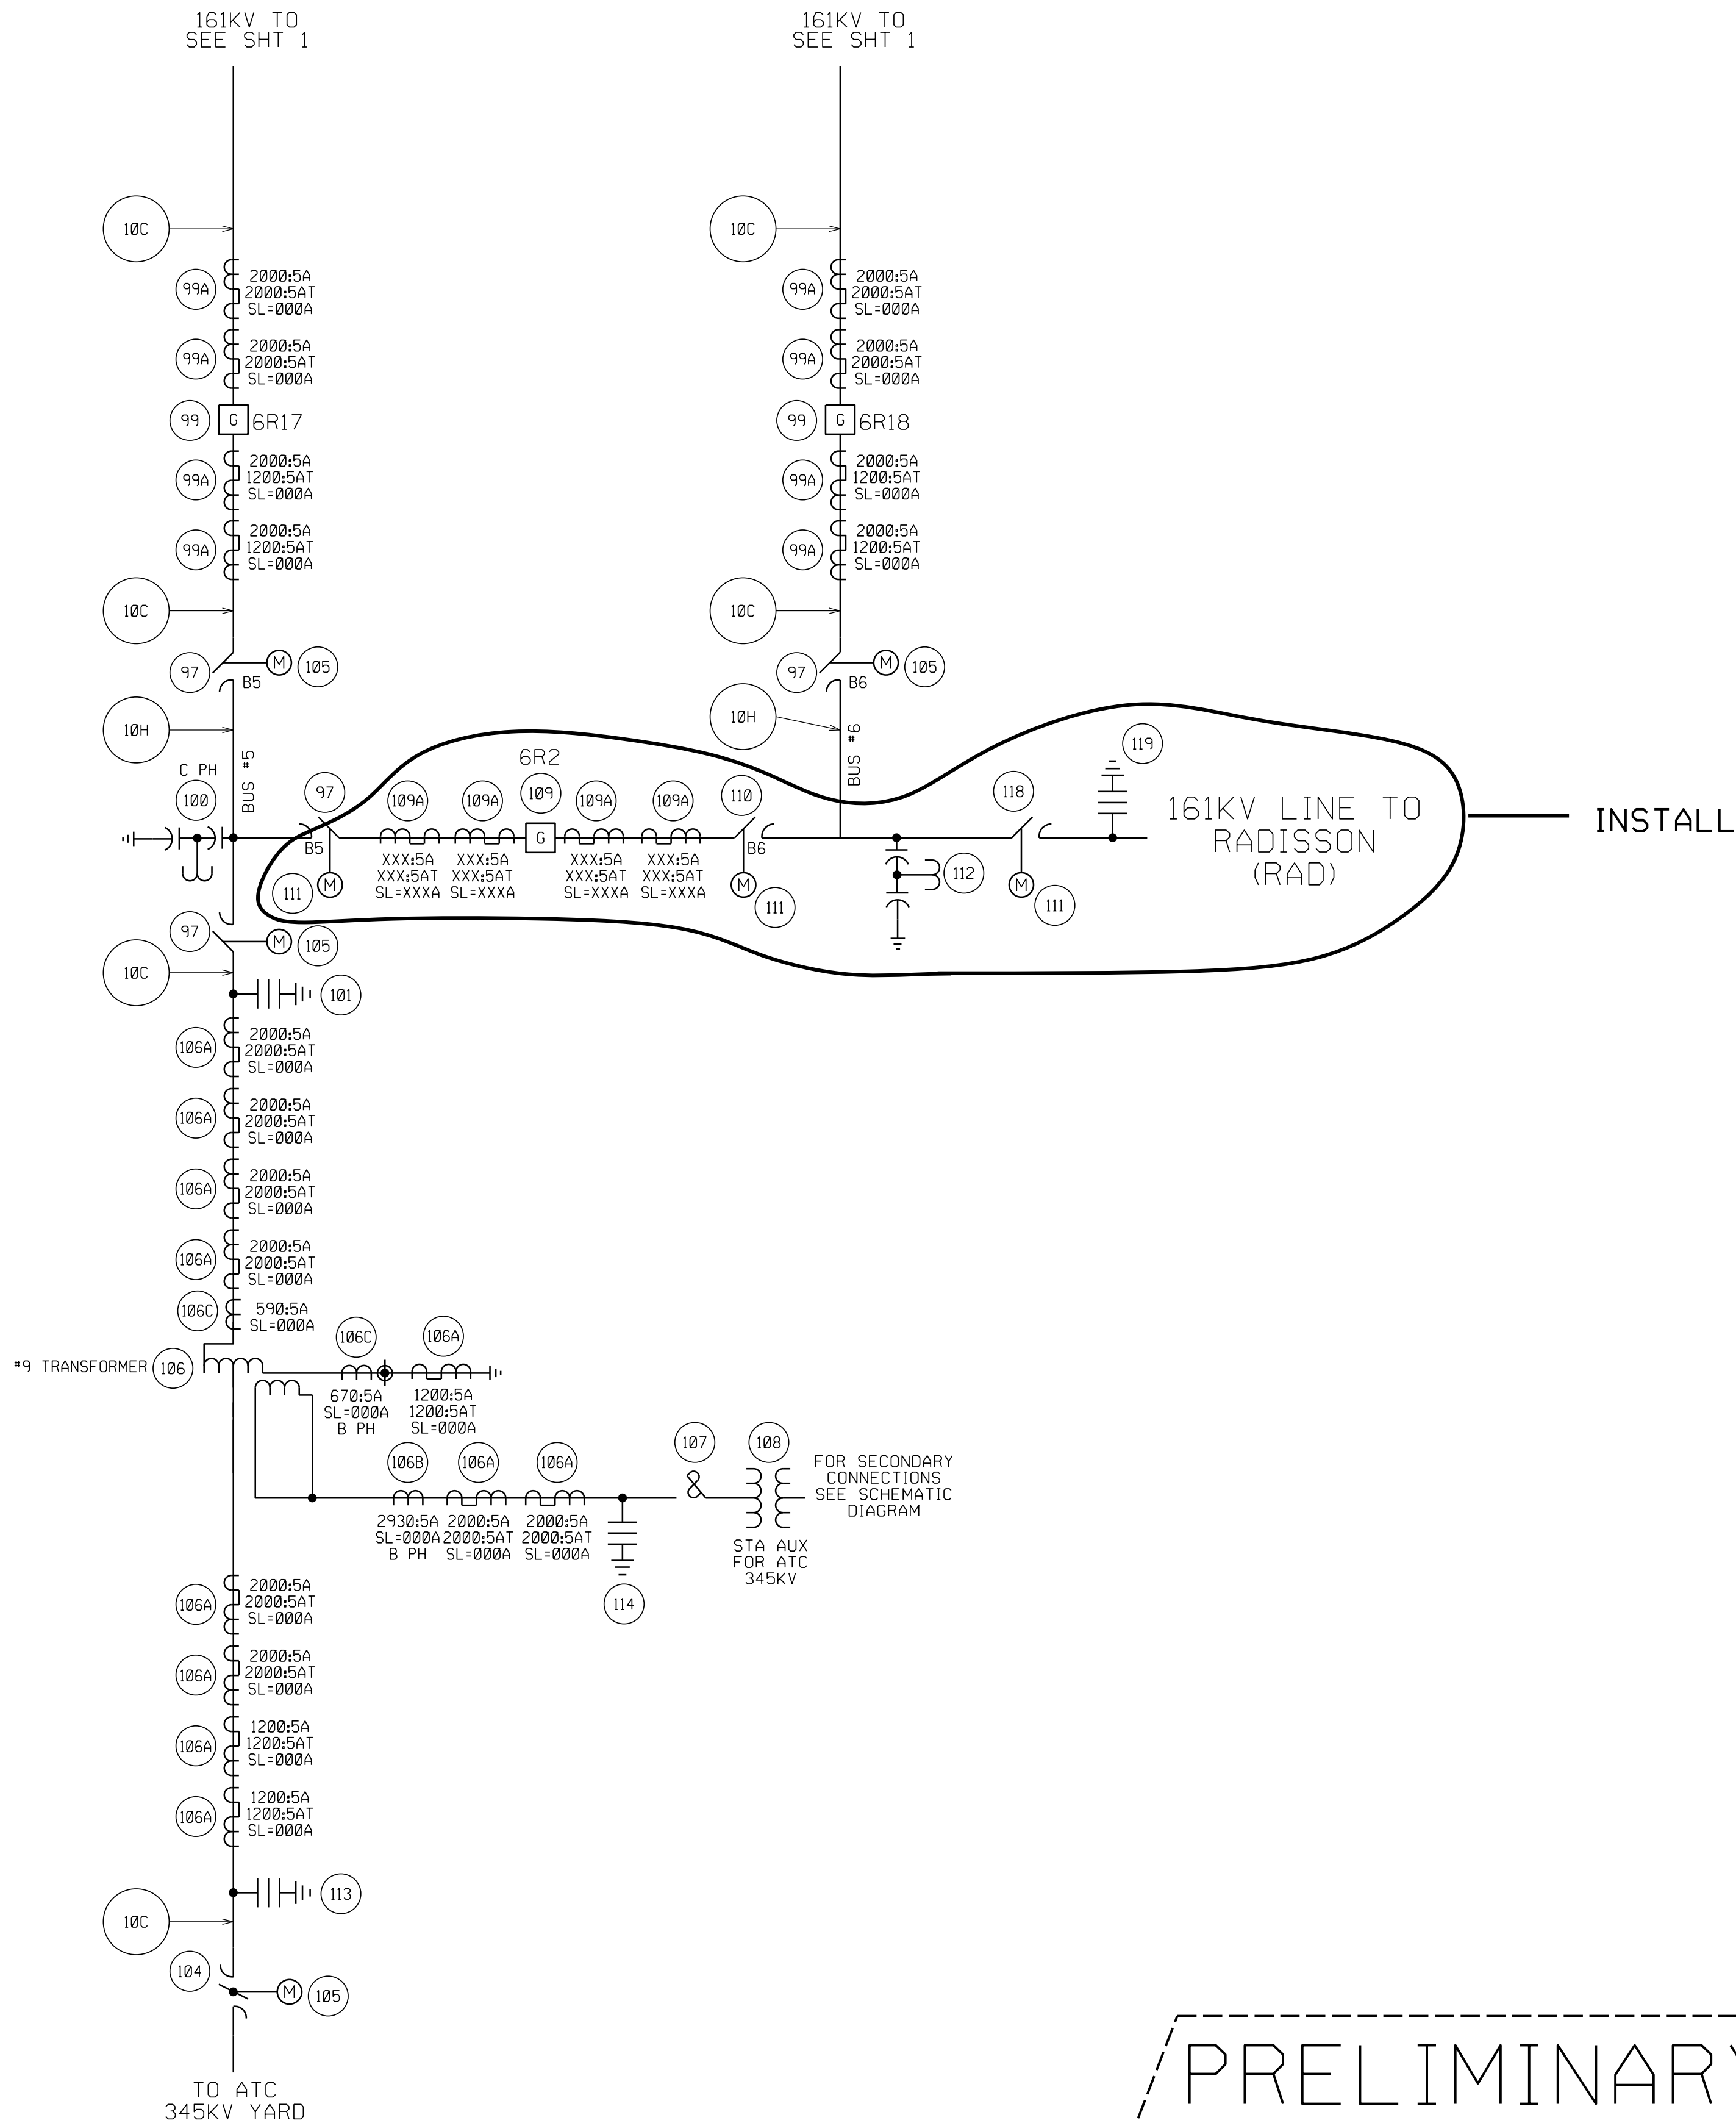 161KV TO
SEE SHT 1
161KV TO
SEE SHT 1
10C
10C
99A
2000:5A
2000:5AT
SL=000A
99A
2000:5A
2000:5AT
SL=000A
99A
2000:5A
2000:5AT
SL=000A
99A
2000:5A
2000:5AT
SL=000A
99
G
6R17
99
G
6R18
99A
2000:5A
1200:5AT
SL=000A
99A
2000:5A
1200:5AT
SL=000A
99A
2000:5A
1200:5AT
SL=000A
99A
2000:5A
1200:5AT
SL=000A
10C
10C
97
M
105
B5
97
M
105
B6
10H
10H
BUS #5
BUS #6
C PH
100
6R2
97
109A
109A
109
109A
109A
110
118
119
B5
G
B6
161KV LINE TO
RADISSON
(RAD)
INSTALL
111
M
XXX:5A
XXX:5AT
SL=XXXA
XXX:5A
XXX:5AT
SL=XXXA
XXX:5A
XXX:5AT
SL=XXXA
XXX:5A
XXX:5AT
SL=XXXA
M
111
112
M
111
97
M
105
10C
101
106A
2000:5A
2000:5AT
SL=000A
106A
2000:5A
2000:5AT
SL=000A
106A
2000:5A
2000:5AT
SL=000A
106A
2000:5A
2000:5AT
SL=000A
106C
590:5A
SL=000A
#9 TRANSFORMER
106
106C
106A
670:5A
SL=000A
B PH
1200:5A
1200:5AT
SL=000A
106B
106A
106A
107
108
FOR SECONDARY
CONNECTIONS
SEE SCHEMATIC
DIAGRAM
2930:5A
SL=000A
B PH
2000:5A
2000:5AT
SL=000A
2000:5A
2000:5AT
SL=000A
STA AUX
FOR ATC
345KV
114
106A
2000:5A
2000:5AT
SL=000A
106A
2000:5A
2000:5AT
SL=000A
106A
1200:5A
1200:5AT
SL=000A
106A
1200:5A
1200:5AT
SL=000A
113
10C
104
M
105
TO ATC
345KV YARD
PRELIMINARY